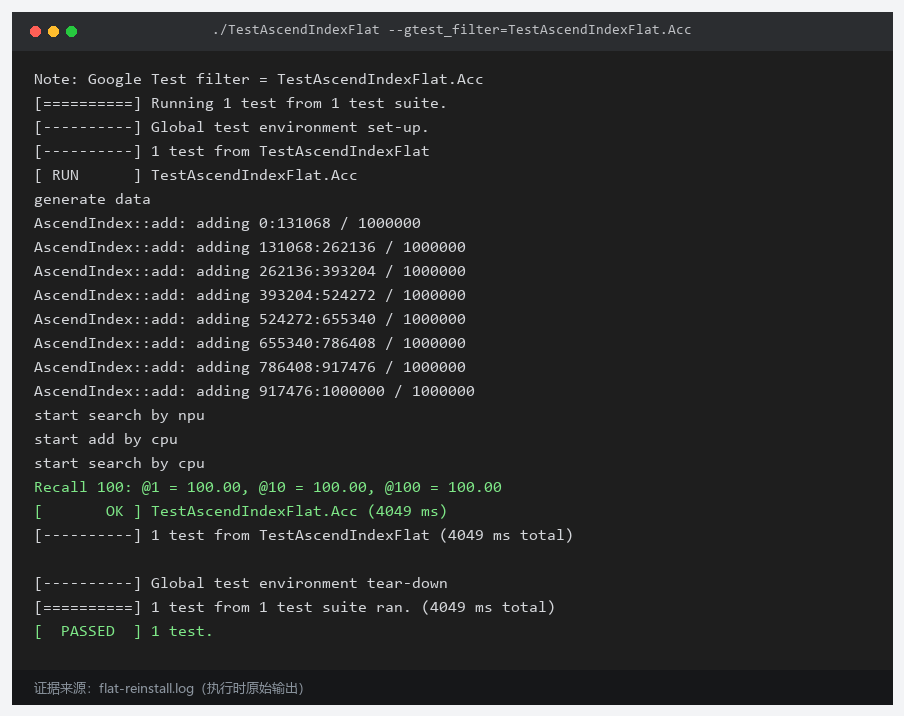 ./TestAscendIndexFlat --gtest_filter=TestAscendIndexFlat.Acc
Note: Google Test filter = TestAscendIndexFlat.Acc
[==========] Running 1 test from 1 test suite.
[----------] Global test environment set-up.
[----------] 1 test from TestAscendIndexFlat
[ RUN      ] TestAscendIndexFlat.Acc
generate data
AscendIndex::add: adding 0:131068 / 1000000
AscendIndex::add: adding 131068:262136 / 1000000
AscendIndex::add: adding 262136:393204 / 1000000
AscendIndex::add: adding 393204:524272 / 1000000
AscendIndex::add: adding 524272:655340 / 1000000
AscendIndex::add: adding 655340:786408 / 1000000
AscendIndex::add: adding 786408:917476 / 1000000
AscendIndex::add: adding 917476:1000000 / 1000000
start search by npu
start add by cpu
start search by cpu
Recall 100: @1 = 100.00, @10 = 100.00, @100 = 100.00
[       OK ] TestAscendIndexFlat.Acc (4049 ms)
[----------] 1 test from TestAscendIndexFlat (4049 ms total)
[----------] Global test environment tear-down
[==========] 1 test from 1 test suite ran. (4049 ms total)
[  PASSED  ] 1 test.
证据来源：flat-reinstall.log（执行时原始输出）